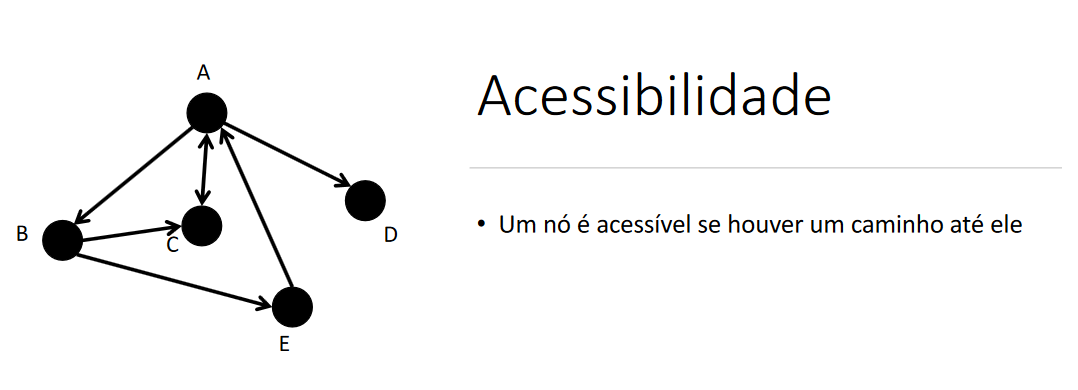 A
Acessibilidade
B
C
D
• Um nó é acessível se houver um caminho até ele
E